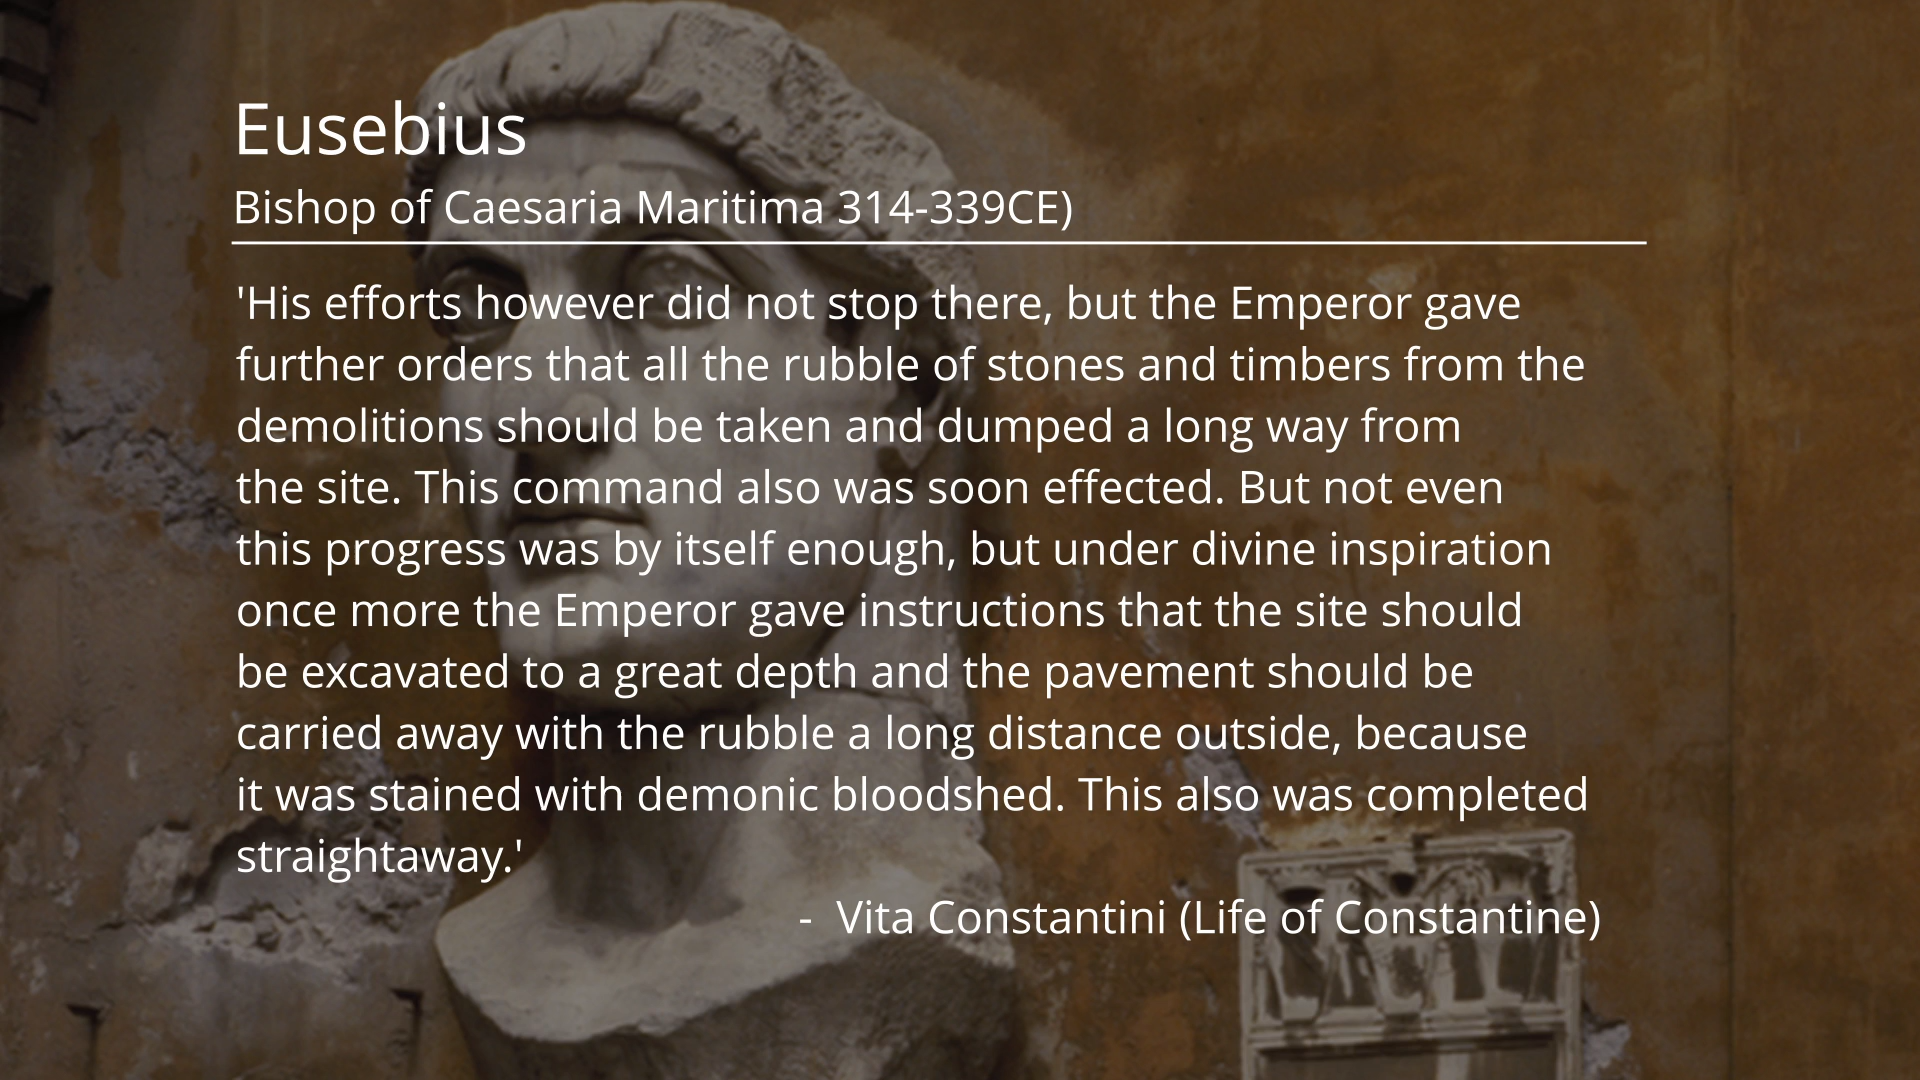 Eusebius
Bishop of Caesaria Maritima 314-339CE)
'His efforts however did not stop there, but the Emperor gave
further orders that all the rubble of stones and timbers from the
demolitions should be taken and dumped a long way from
the site. This command also was soon effected. But not even
this progress was by itself enough, but under divine inspiration
once more the Emperor gave instructions that the site should
be excavated to a great depth and the pavement should be
carried away with the rubble a long distance outside, because
it was stained with demonic bloodshed. This also was completed
straightaway.'
- Vita Constantini (Life of Constantine)